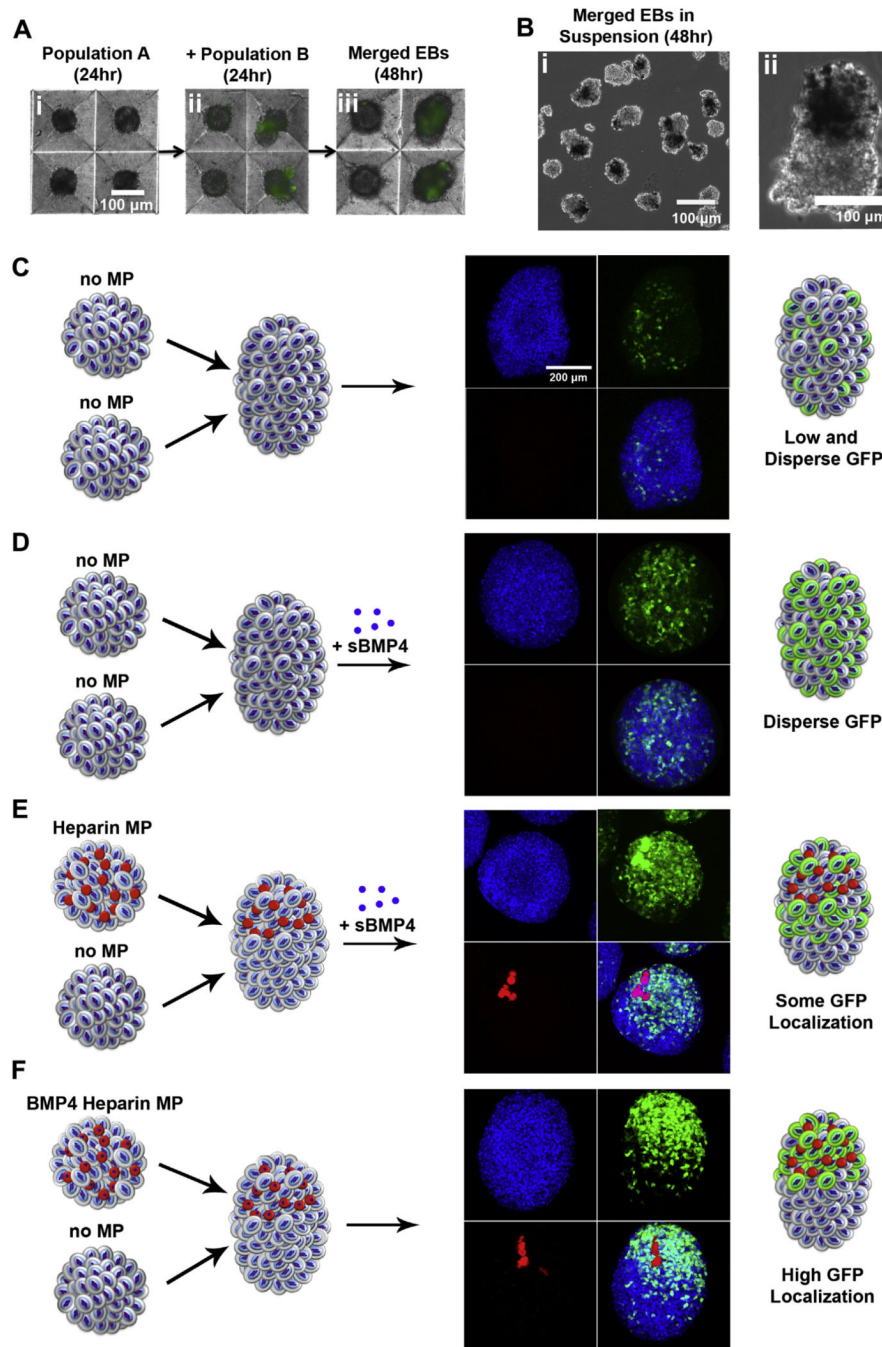 A
Population A
(24hr)
+ Population B
(24hr)
Merged EBs
(48hr)
i
ii
iii
100 µm
B
Merged EBs in
Suspension (48hr)
i
ii
100 µm
100 µm
C
no MP
no MP
200 µm
Low and
Disperse GFP
D
no MP
no MP
+ sBMP4
Disperse GFP
E
Heparin MP
no MP
+ sBMP4
Some GFP
Localization
F
BMP4 Heparin MP
no MP
High GFP
Localization